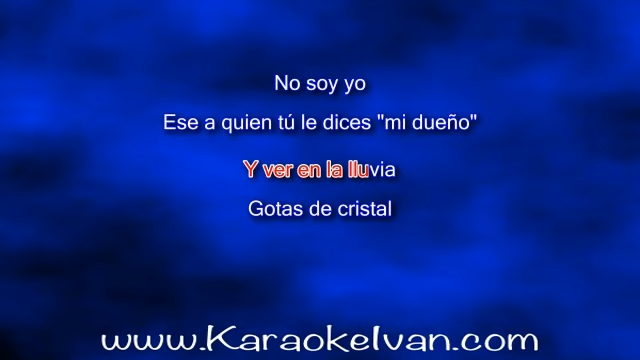 No soy yo
Ese a quien tú le dices "mi dueño"
Y ver en la lluvia
Gotas de cristal
www.KaraokeIvan.com